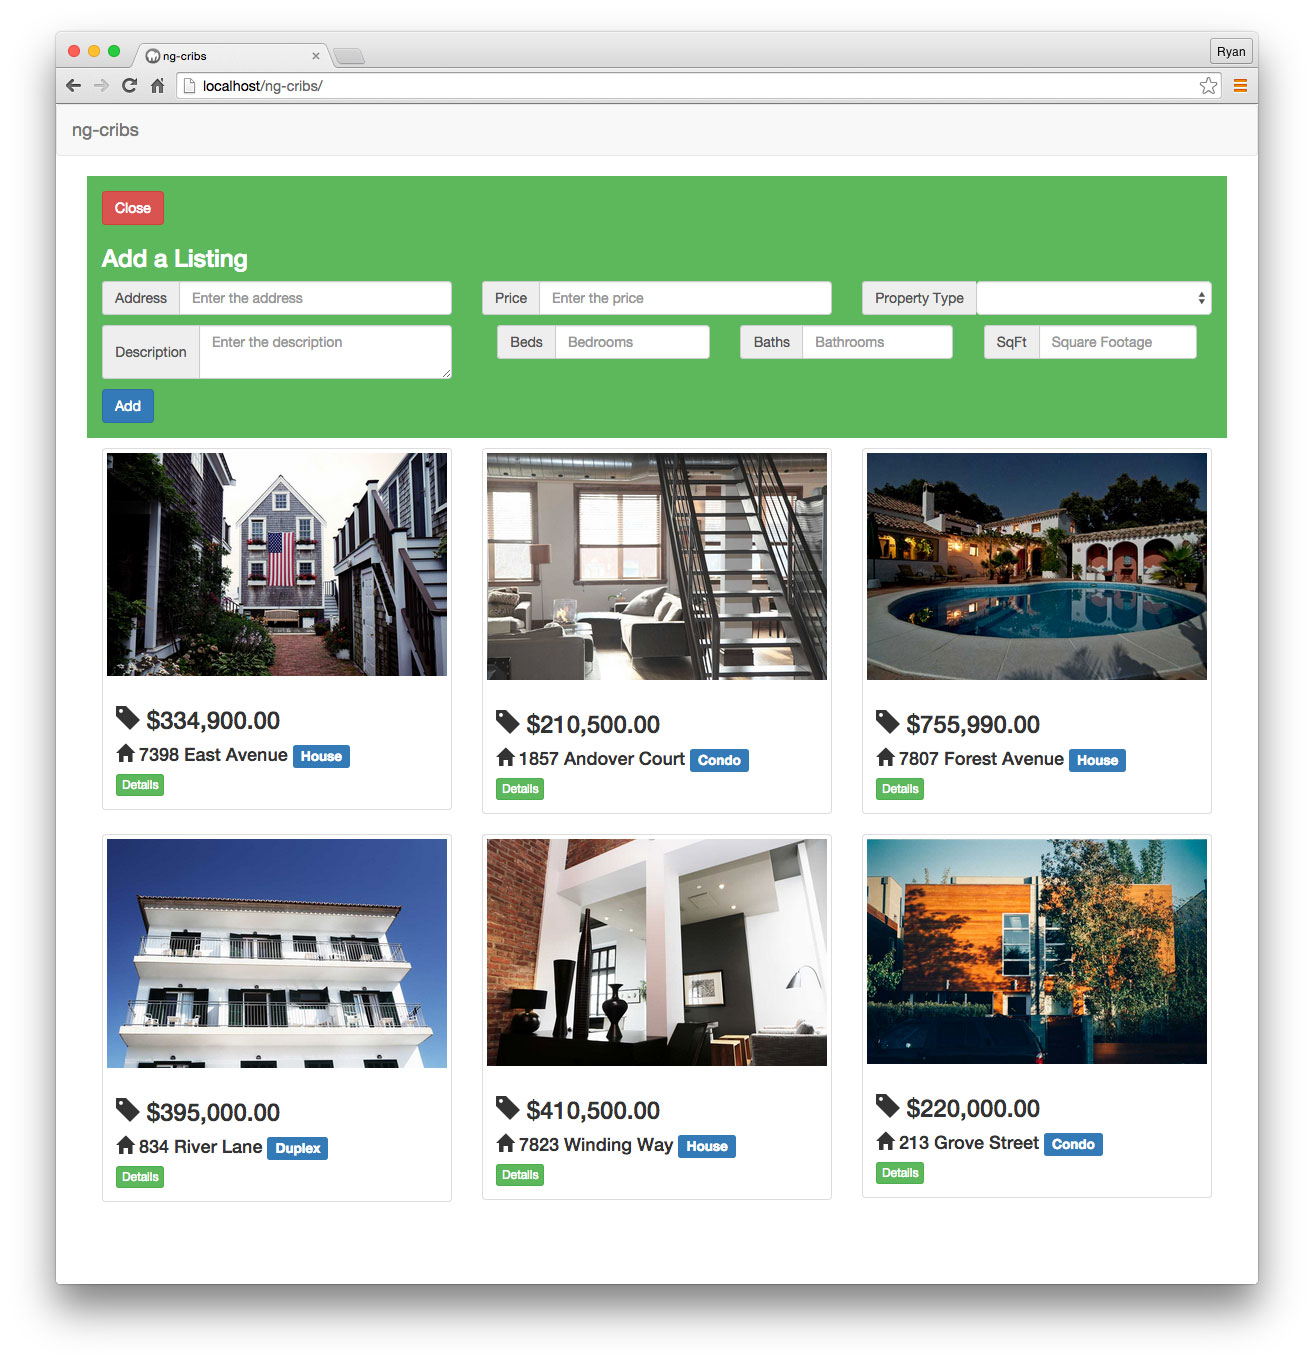 ng-cribs
Ryan
localhost/ng-cribs/
ng-cribs
Close
Add a Listing
Address Enter the address
Price Enter the price
Property Type
Description Enter the description
Beds Bedrooms
Baths Bathrooms
SqFt Square Footage
Add
$334,900.00
7398 East Avenue House
Details
$210,500.00
1857 Andover Court Condo
Details
$755,990.00
7807 Forest Avenue House
Details
$395,000.00
834 River Lane Duplex
Details
$410,500.00
7823 Winding Way House
Details
$220,000.00
213 Grove Street Condo
Details